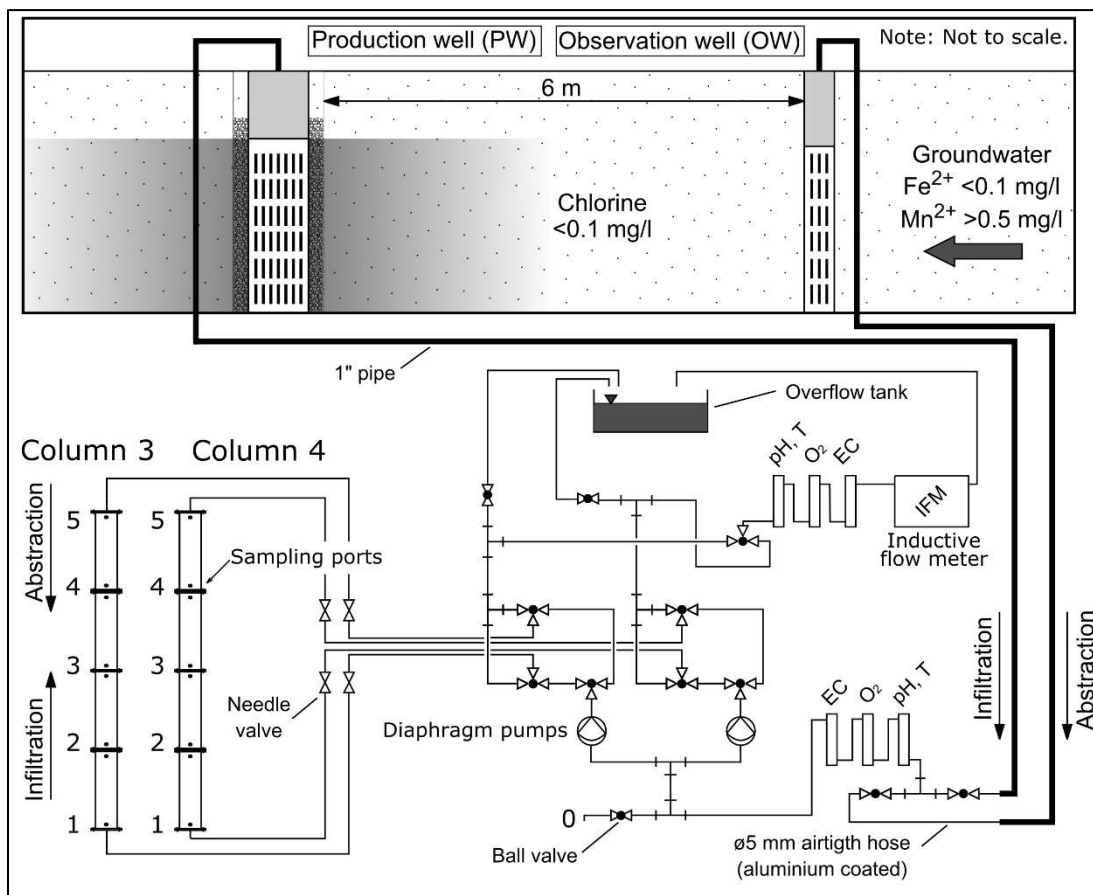 Production well (PW)
Observation well (OW)
Note: Not to scale.
6 m
Groundwater
Fe²⁺ <0.1 mg/l
Mn²⁺ >0.5 mg/l
Chlorine
<0.1 mg/l
1" pipe
Overflow tank
Column 3
Column 4
pH, T
O₂
EC
IFM
Inductive
flow meter
Abstraction
Infiltration
5
4
3
2
1
5
4
3
2
1
Sampling ports
Needle
valve
Diaphragm pumps
EC
O₂
pH, T
Infiltration
Abstraction
0
Ball valve
ø5 mm airtigth hose
(aluminium coated)